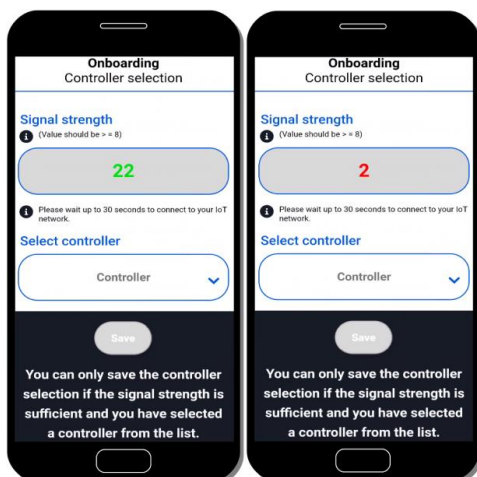 Onboarding
Controller selection
Signal strength
(Value should be > = 8)
22
Please wait up to 30 seconds to connect to your IoT
network.
Select controller
Controller
Save
You can only save the controller
selection if the signal strength is
sufficient and you have selected
a controller from the list.
Onboarding
Controller selection
Signal strength
(Value should be > = 8)
2
Please wait up to 30 seconds to connect to your IoT
network.
Select controller
Controller
Save
You can only save the controller
selection if the signal strength is
sufficient and you have selected
a controller from the list.